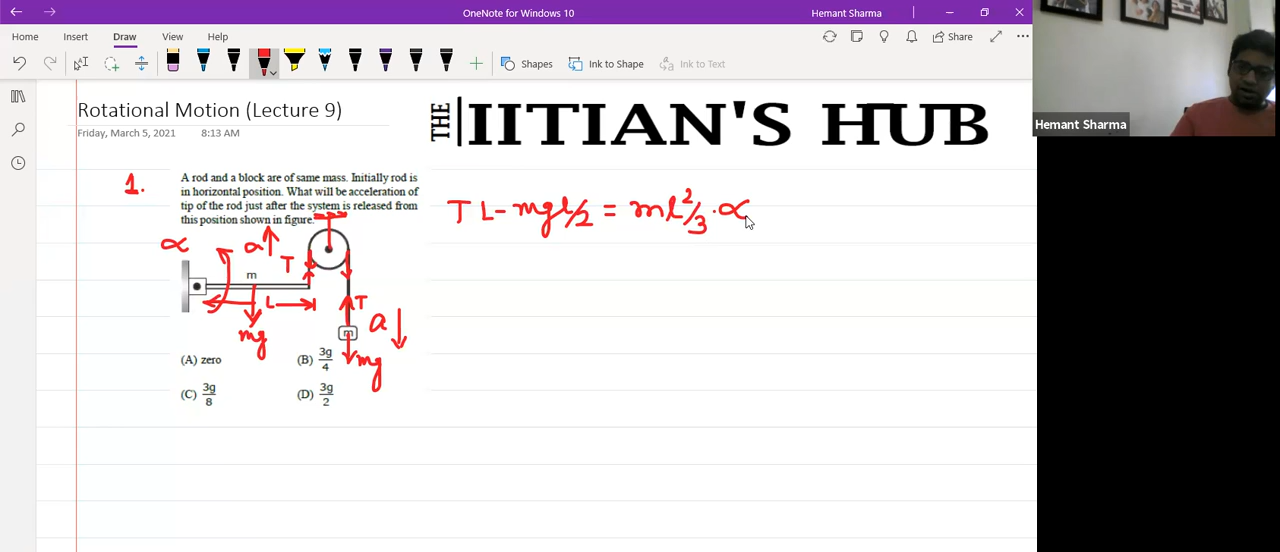 OneNote for Windows 10
Hemant Sharma
Home Insert Draw View Help
Share
Shapes Ink to Shape Ink to Text
Rotational Motion (Lecture 9)
Friday, March 5, 2021 8:13 AM
THE IITIAN'S HUB
Hemant Sharma
1.
A rod and a block are of same mass. Initially rod is
in horizontal position. What will be acceleration of
tip of the rod just after the system is released from
this position shown in figure.
T L - mg l/2 = ml²/3 · α
α a T
m
L T
mg a
m
mg
(A) zero (B) 3g/4
(C) 3g/8 (D) 3g/2